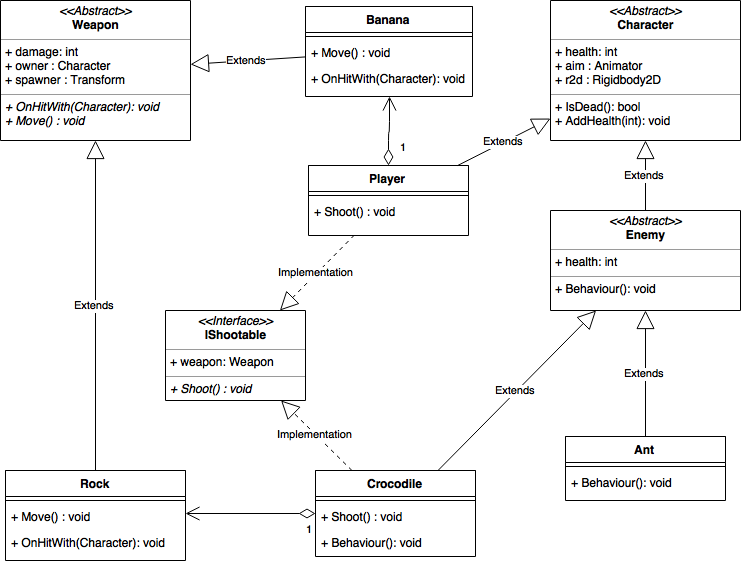 <<Abstract>>
Weapon
+ damage: int
+ owner : Character
+ spawner : Transform
+ OnHitWith(Character): void
+ Move() : void
Banana
+ Move() : void
+ OnHitWith(Character): void
<<Abstract>>
Character
+ health: int
+ aim : Animator
+ r2d : Rigidbody2D
+ IsDead(): bool
+ AddHealth(int): void
Extends
1
Extends
Player
+ Shoot() : void
Extends
<<Abstract>>
Enemy
+ health: int
+ Behaviour(): void
Implementation
Extends
<<Interface>>
IShootable
+ weapon: Weapon
+ Shoot() : void
Extends
Extends
Implementation
Ant
+ Behaviour(): void
Rock
+ Move() : void
+ OnHitWith(Character): void
1
Crocodile
+ Shoot() : void
+ Behaviour(): void